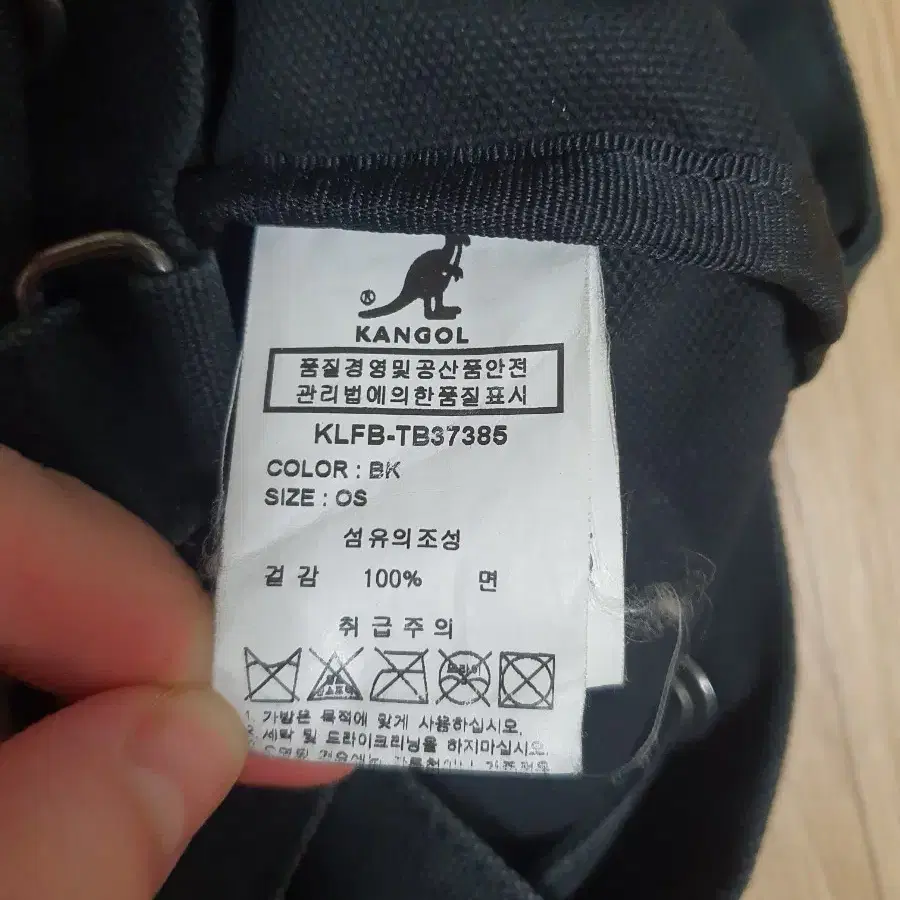 ®
KANGOL
품질경영및공산품안전
관리법에의한품질표시
KLFB-TB37385
COLOR : BK
SIZE : OS
섬유의조성
겉감 100% 면
취급주의
드라이
1. 가방은 목적에 맞게 사용하십시오.
2. 세탁 및 드라이크리닝을 하지마십시오.